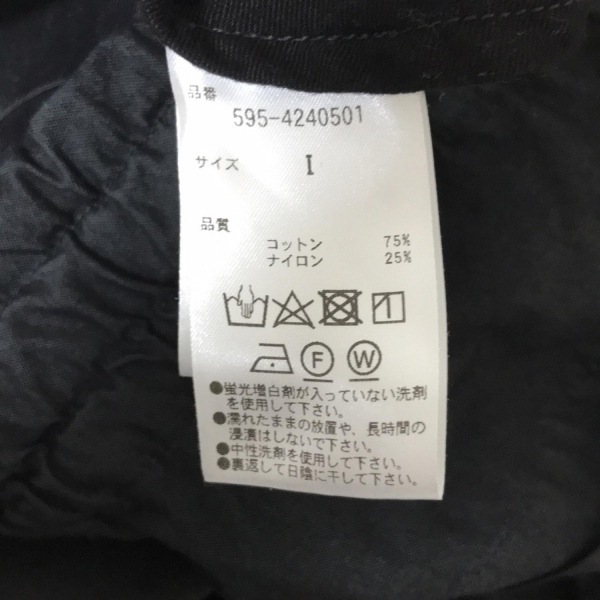 品番
595-4240501
サイズ I
品質
コットン 75%
ナイロン 25%
F W
●蛍光増白剤が入っていない洗剤
を使用して下さい。
●濡れたままの放置や、長時間の
浸漬はしないで下さい。
●中性洗剤を使用して下さい。
●裏返して日陰に干して下さい。